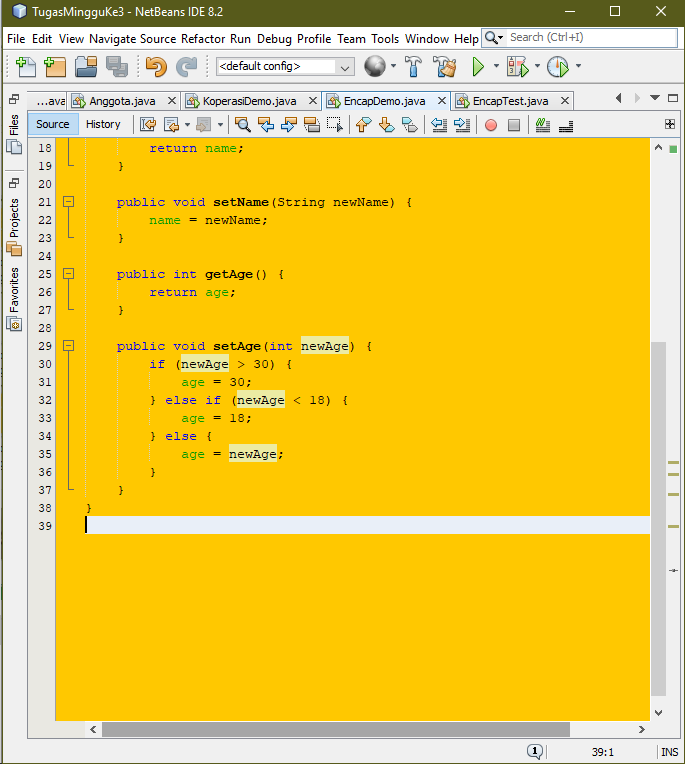 TugasMingguKe3 - NetBeans IDE 8.2
File Edit View Navigate Source Refactor Run Debug Profile Team Tools Window Help Search (Ctrl+I)
<default config>
...ava Anggota.java KoperasiDemo.java EncapDemo.java EncapTest.java
Source History
Files
Projects
Favorites
18 return name;
19 }
20
21 public void setName(String newName) {
22 name = newName;
23 }
24
25 public int getAge() {
26 return age;
27 }
28
29 public void setAge(int newAge) {
30 if (newAge > 30) {
31 age = 30;
32 } else if (newAge < 18) {
33 age = 18;
34 } else {
35 age = newAge;
36 }
37 }
38 }
39
1 39:1 INS